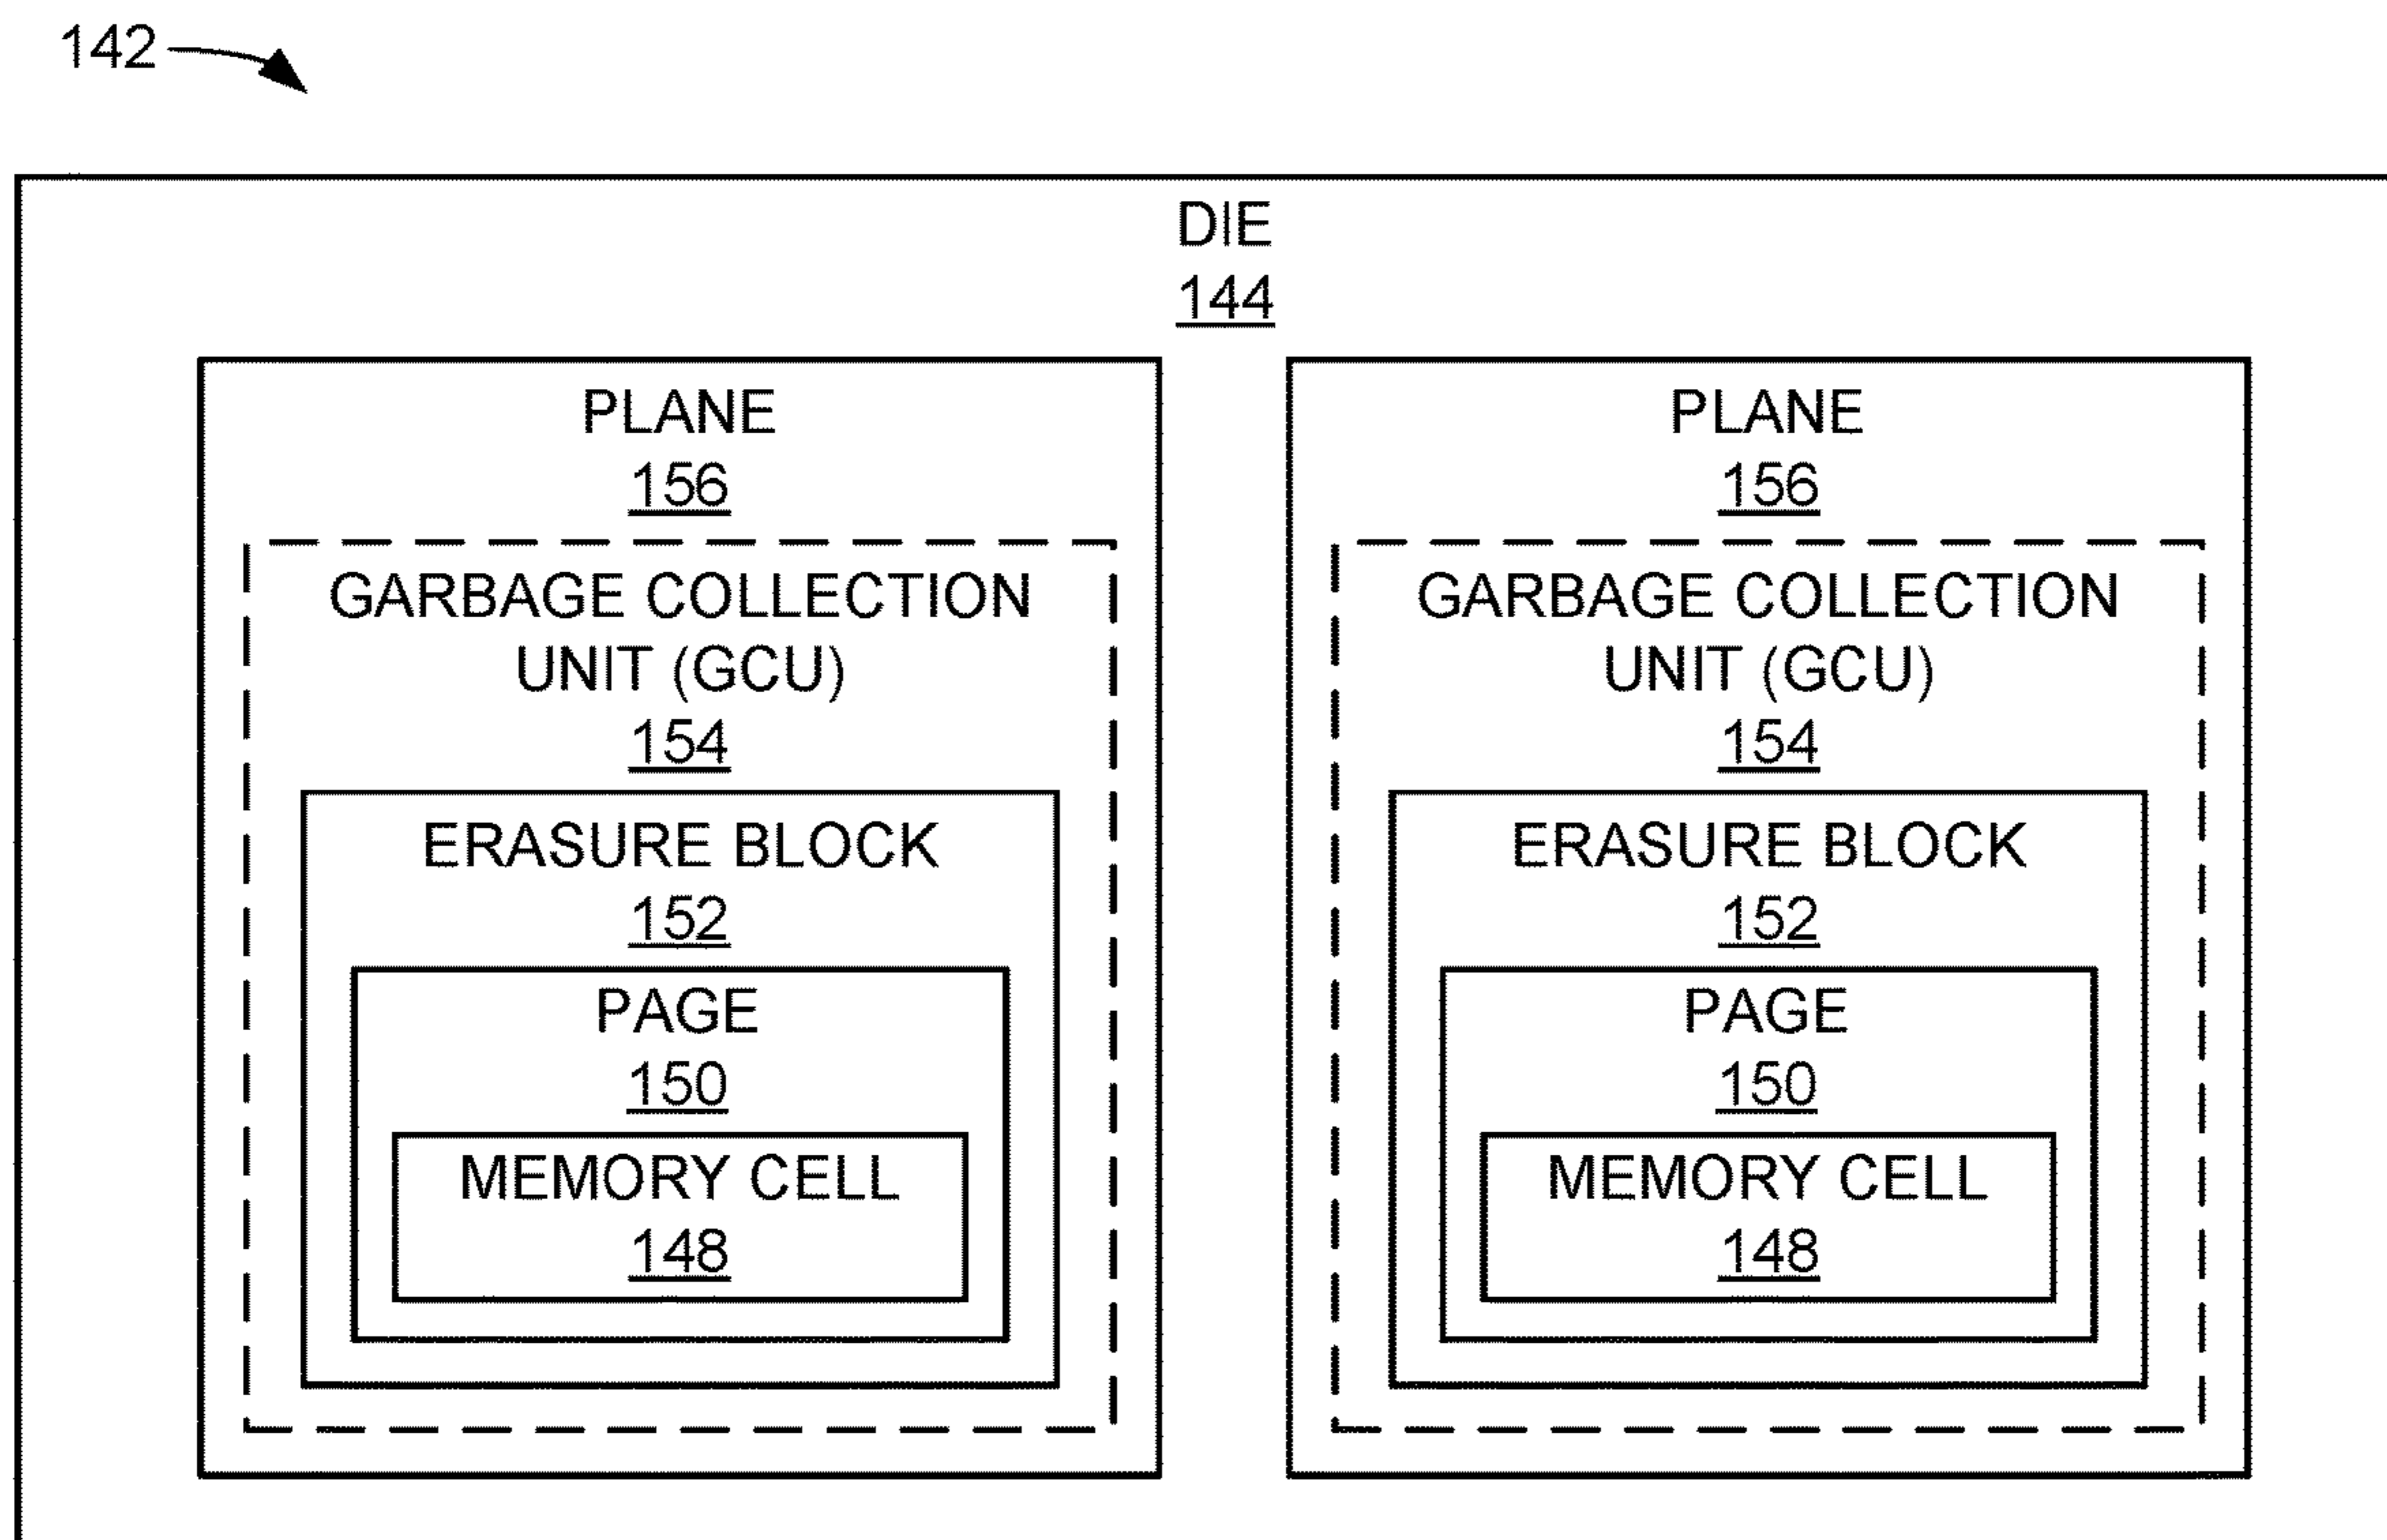 142
DIE
144
PLANE
156
GARBAGE COLLECTION
UNIT (GCU)
154
ERASURE BLOCK
152
PAGE
150
MEMORY CELL
148
PLANE
156
GARBAGE COLLECTION
UNIT (GCU)
154
ERASURE BLOCK
152
PAGE
150
MEMORY CELL
148